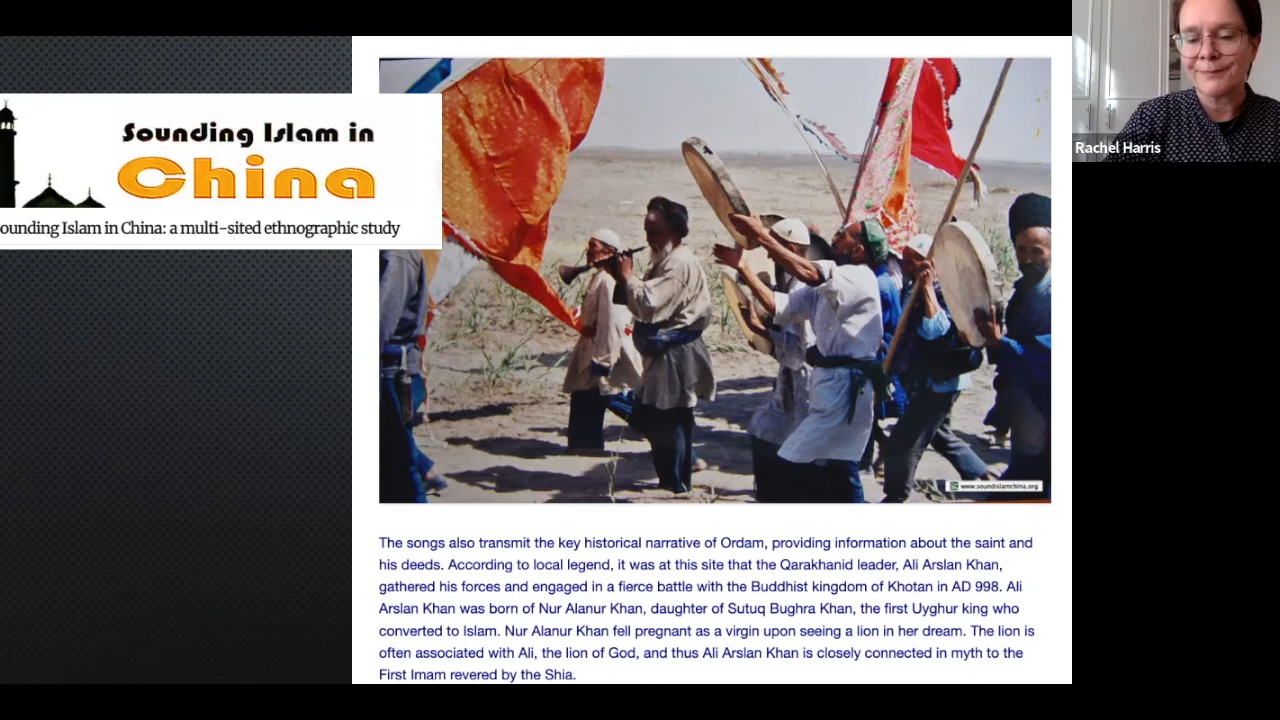 Sounding Islam in
China
ounding Islam in China: a multi-sited ethnographic study
Rachel Harris
www.soundislamchina.org
The songs also transmit the key historical narrative of Ordam, providing information about the saint and
his deeds. According to local legend, it was at this site that the Qarakhanid leader, Ali Arslan Khan,
gathered his forces and engaged in a fierce battle with the Buddhist kingdom of Khotan in AD 998. Ali
Arslan Khan was born of Nur Alanur Khan, daughter of Sutuq Bughra Khan, the first Uyghur king who
converted to Islam. Nur Alanur Khan fell pregnant as a virgin upon seeing a lion in her dream. The lion is
often associated with Ali, the lion of God, and thus Ali Arslan Khan is closely connected in myth to the
First Imam revered by the Shia.